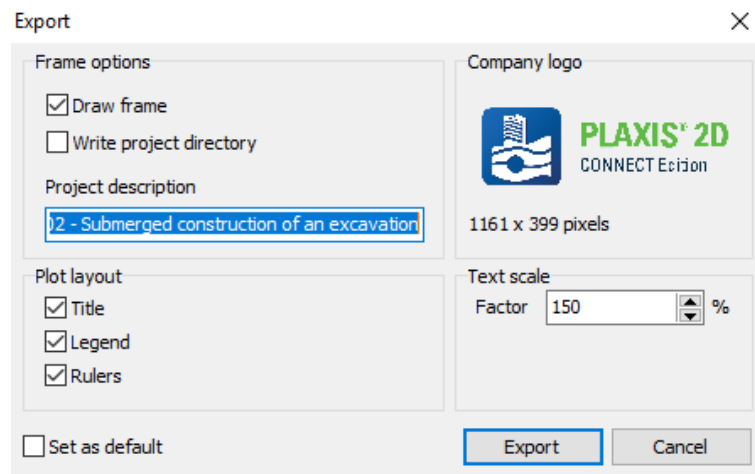 Export
Frame options
Draw frame
Write project directory
Project description
02 - Submerged construction of an excavation
Company logo
PLAXIS® 2D
CONNECT Edition
1161 x 399 pixels
Plot layout
Title
Legend
Rulers
Text scale
Factor 150 %
Set as default
Export Cancel